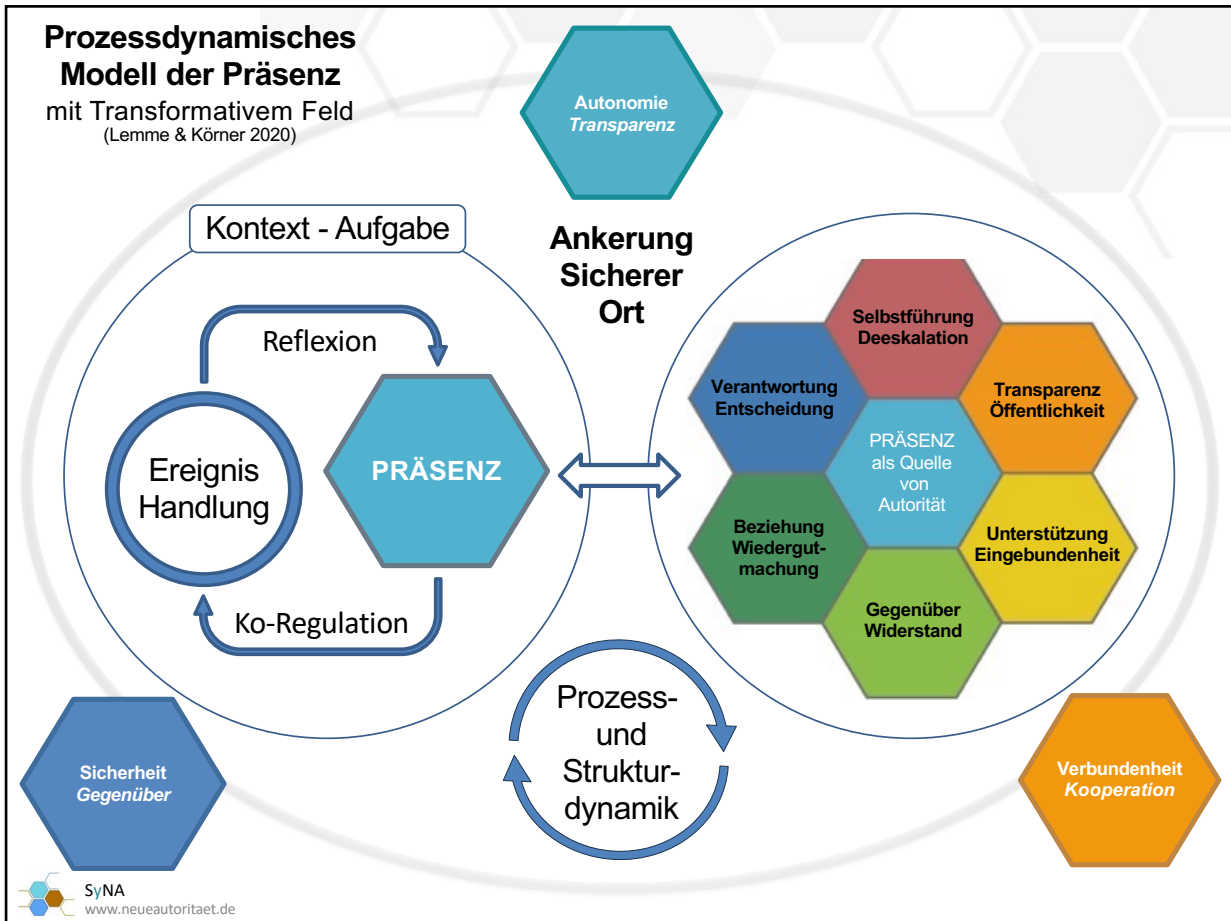 Prozessdynamisches
Modell der Präsenz
mit Transformativem Feld
(Lemme & Körner 2020)
Autonomie
Transparenz
Kontext - Aufgabe
Ankerung
Sicherer
Ort
Reflexion
Ereignis
Handlung
PRÄSENZ
Ko-Regulation
Selbstführung
Deeskalation
Verantwortung
Entscheidung
Transparenz
Öffentlichkeit
PRÄSENZ
als Quelle
von
Autorität
Beziehung
Wiedergut-
machung
Unterstützung
Eingebundenheit
Gegenüber
Widerstand
Prozess-
und
Struktur-
dynamik
Sicherheit
Gegenüber
Verbundenheit
Kooperation
SyNA
www.neueautoritaet.de